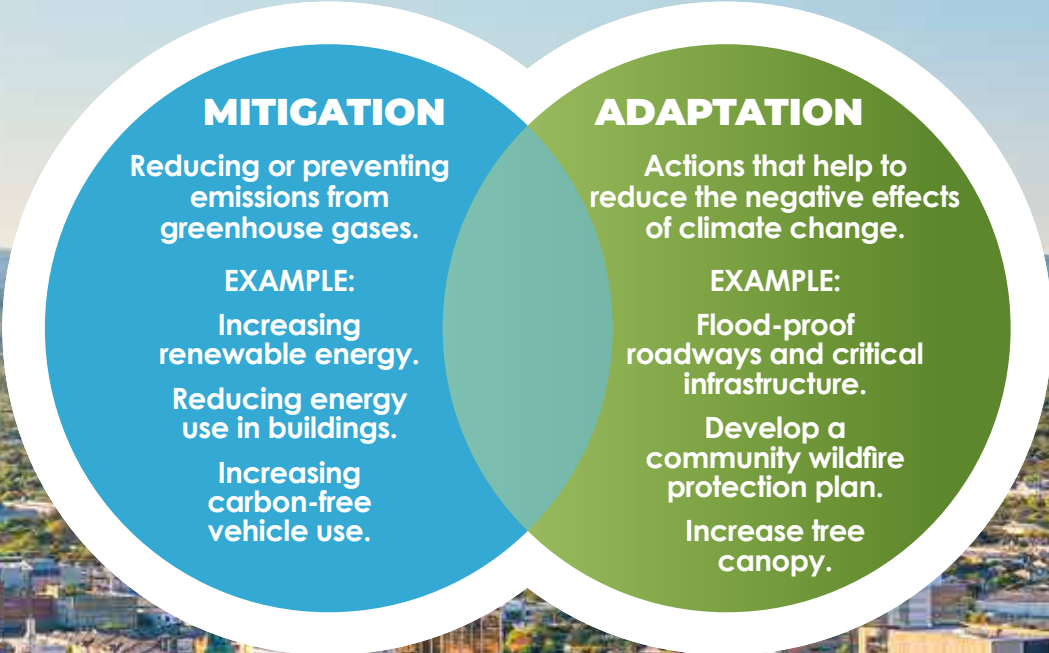 MITIGATION
Reducing or preventing
emissions from
greenhouse gases.
EXAMPLE:
Increasing
renewable energy.
Reducing energy
use in buildings.
Increasing
carbon-free
vehicle use.
ADAPTATION
Actions that help to
reduce the negative effects
of climate change.
EXAMPLE:
Flood-proof
roadways and critical
infrastructure.
Develop a
community wildfire
protection plan.
Increase tree
canopy.